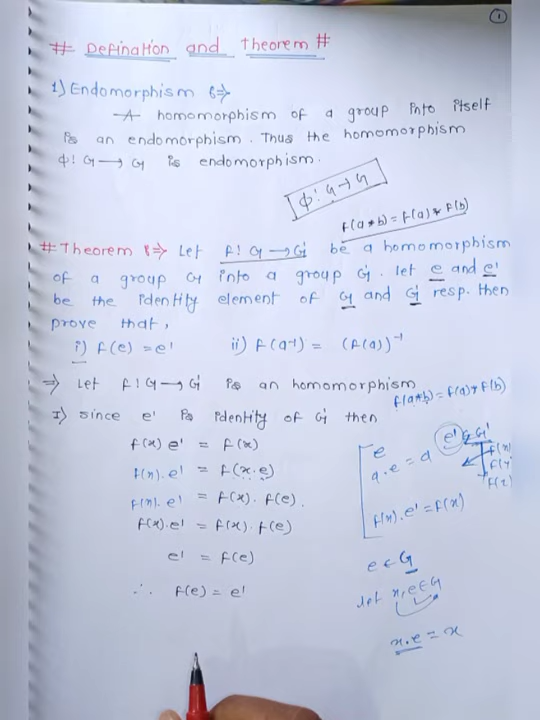 1
# Defination and theorem #
1) Endomorphism :⇒
A homomorphism of a group into itself
is an endomorphism. Thus the homomorphism
ϕ: G → G is endomorphism.
ϕ: G → G
f(a*b) = f(a) * f(b)
# Theorem :⇒ Let f: G → G' be a homomorphism
of a group G into a group G'. let e and e'
be the identity element of G and G' resp. then
prove that,
i) f(e) = e' ii) f(a-1) = (f(a))-1
⇒ Let f: G → G' is an homomorphism
f(a*b) = f(a)*f(b)
I) since e' is identity of G' then
f(x) e' = f(x)
f(x). e' = f(x.e)
f(x). e' = f(x). f(e).
f(x). e' = f(x). f(e)
e' = f(e)
∴ f(e) = e'
e
a.e = a
e' ∈ G'
f(x)
f(y)
f(z)
f(x). e' = f(x)
e ∈ G
let x, e ∈ G
x.e = x